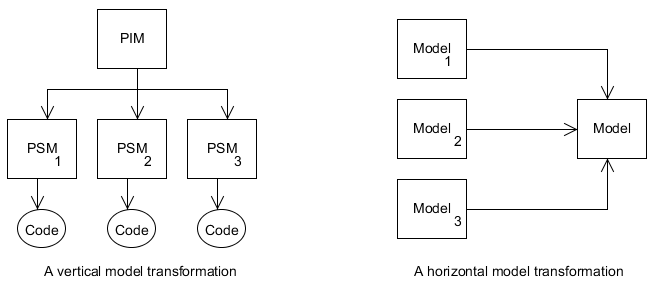 PIM
PSM
1
PSM
2
PSM
3
Code
Code
Code
A vertical model transformation
Model
1
Model
2
Model
3
Model
A horizontal model transformation